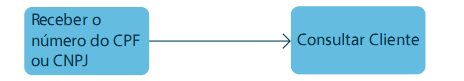 Receber o
número do CPF
ou CNPJ
Consultar Cliente